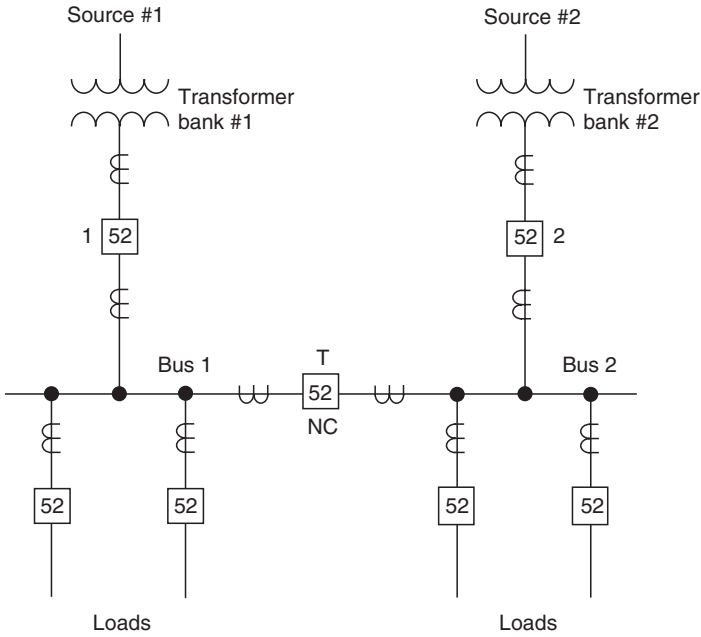 Source #1
Source #2
Transformer
bank #1
Transformer
bank #2
1 52
52 2
Bus 1
T
Bus 2
52
NC
52
52
52
52
Loads
Loads